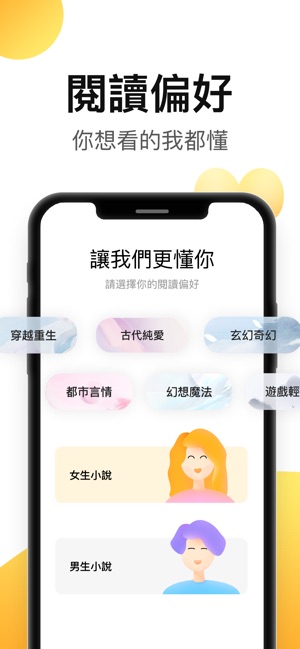 閱讀偏好
你想看的我都懂
讓我們更懂你
請選擇你的閱讀偏好
穿越重生
古代純愛
玄幻奇幻
都市言情
幻想魔法
遊戲輕
女生小說
男生小說